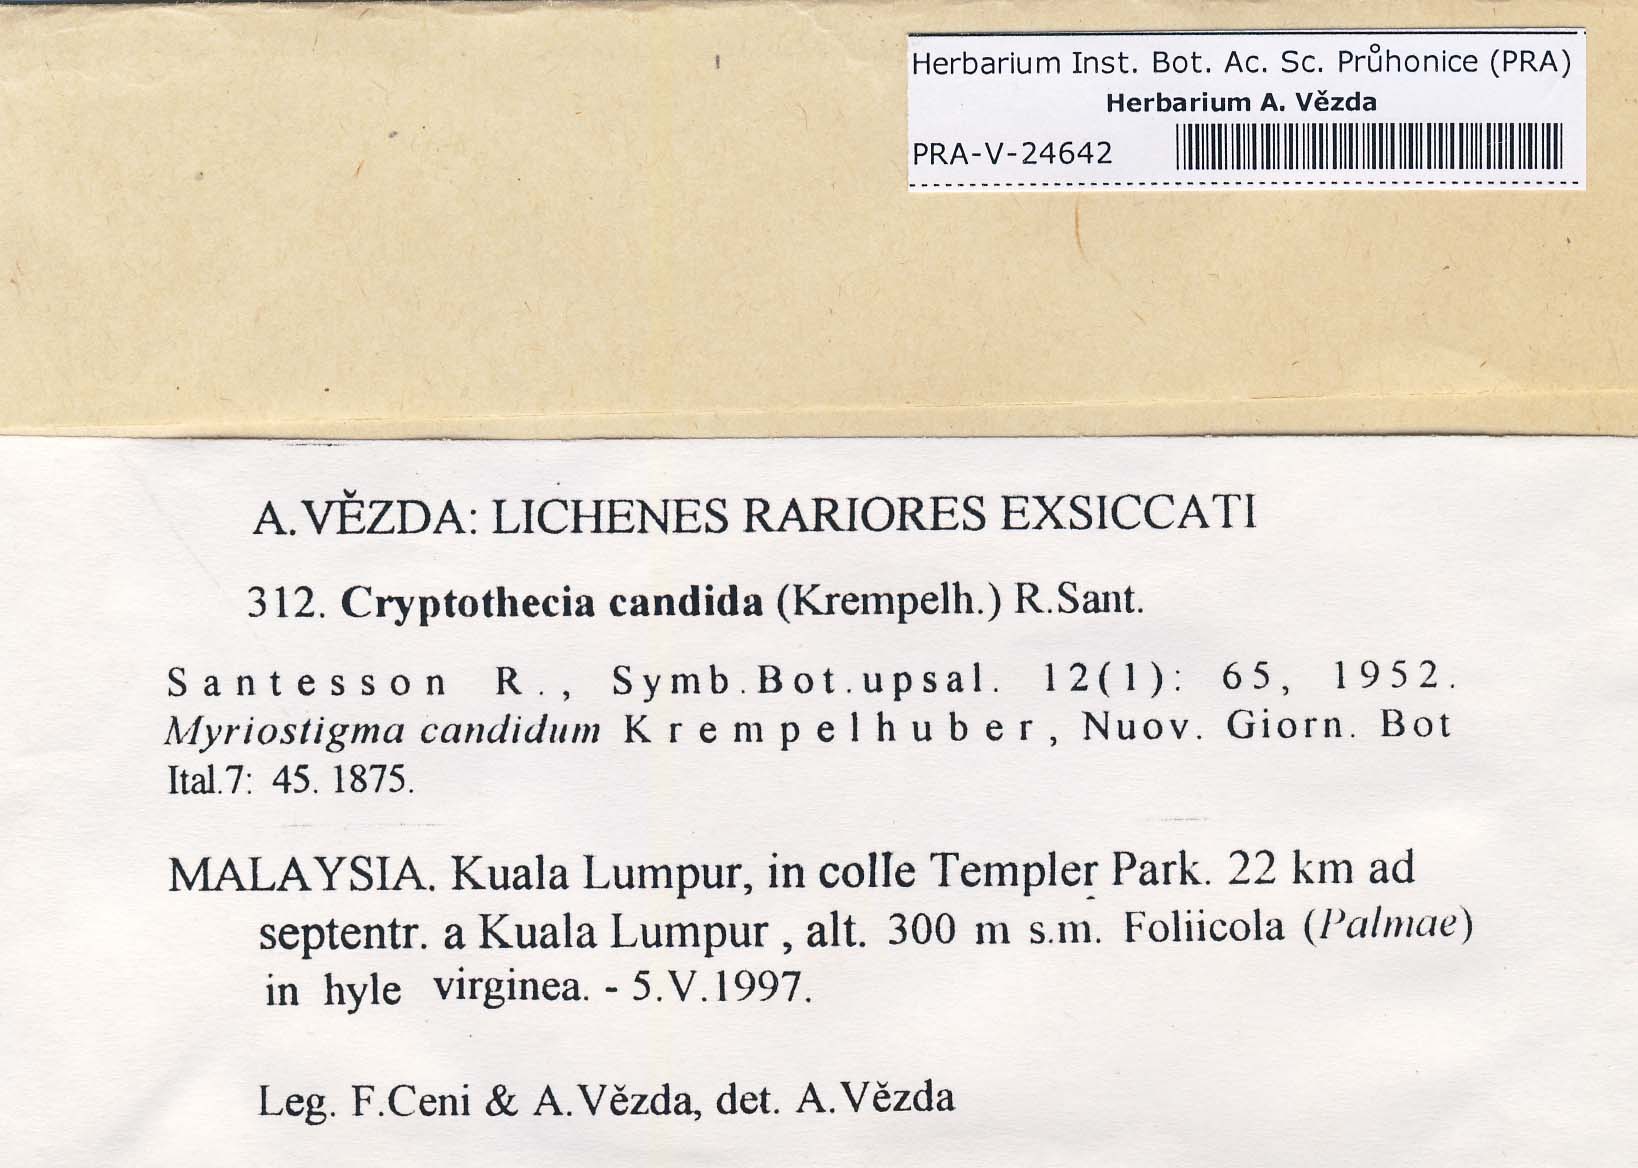 Herbarium Inst. Bot. Ac. Sc. Průhonice (PRA)
Herbarium A. Vězda
PRA-V-24642
A.VĚZDA: LICHENES RARIORES EXSICCATI
312. Cryptothecia candida (Krempelh.) R.Sant.
Santesson R., Symb.Bot.upsal. 12(1): 65, 1952.
Myriostigma candidum Krempelhuber, Nuov. Giorn. Bot
Ital.7: 45. 1875.
MALAYSIA. Kuala Lumpur, in colle Templer Park. 22 km ad
septentr. a Kuala Lumpur , alt. 300 m s.m. Foliicola (Palmae)
in hyle virginea. - 5.V.1997.
Leg. F.Ceni & A.Vězda, det. A.Vězda